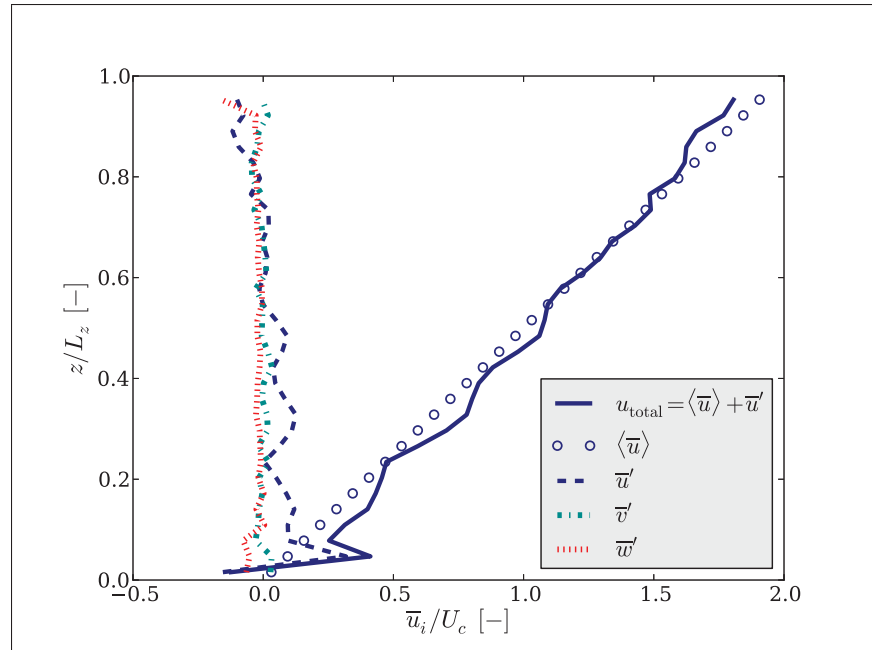 1.0
0.8
0.6
0.4
0.2
0.0
z/L_z [-]
u_total = ⟨u̅⟩ + u̅′
⟨u̅⟩
u̅′
v̅′
w̅′
−0.5 0.0 0.5 1.0 1.5 2.0
u̅_i/U_c [-]